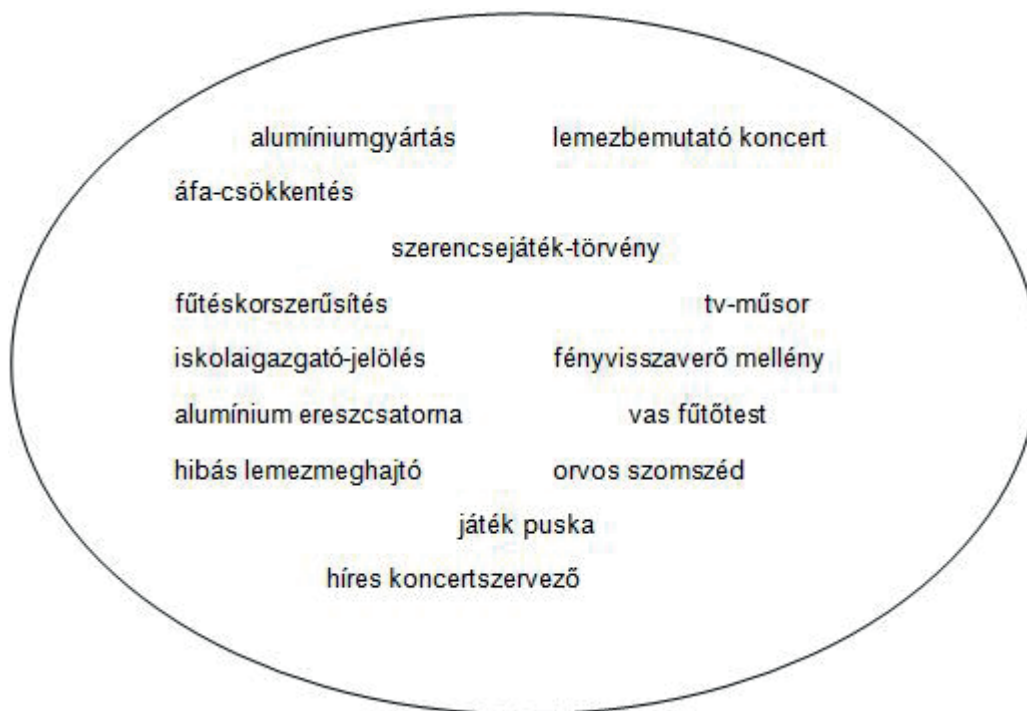 alumíniumgyártás lemezbemutató koncert
áfa-csökkentés
szerencsejáték-törvény
fűtéskorszerűsítés tv-műsor
iskolaigazgató-jelölés fényvisszaverő mellény
alumínium ereszcsatorna vas fűtőtest
hibás lemezmeghajtó orvos szomszéd
játék puska
híres koncertszervező